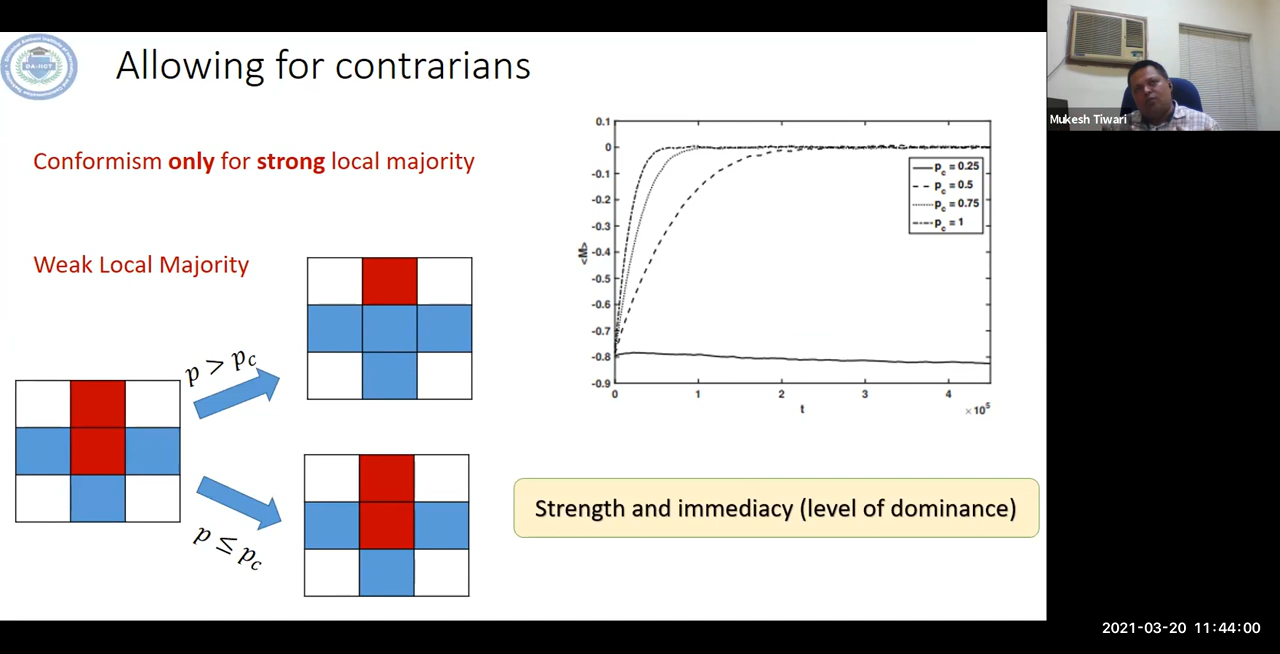 Allowing for contrarians
Mukesh Tiwari
Conformism only for strong local majority
Weak Local Majority
p > p_c
p ≤ p_c
0.1
0
-0.1
-0.2
-0.3
-0.4
-0.5
-0.6
-0.7
-0.8
-0.9
<M>
0 1 2 3 4
× 10⁵
t
p_c = 0.25
p_c = 0.5
p_c = 0.75
p_c = 1
Strength and immediacy (level of dominance)
DA-IICT
2021-03-20 11:44:00